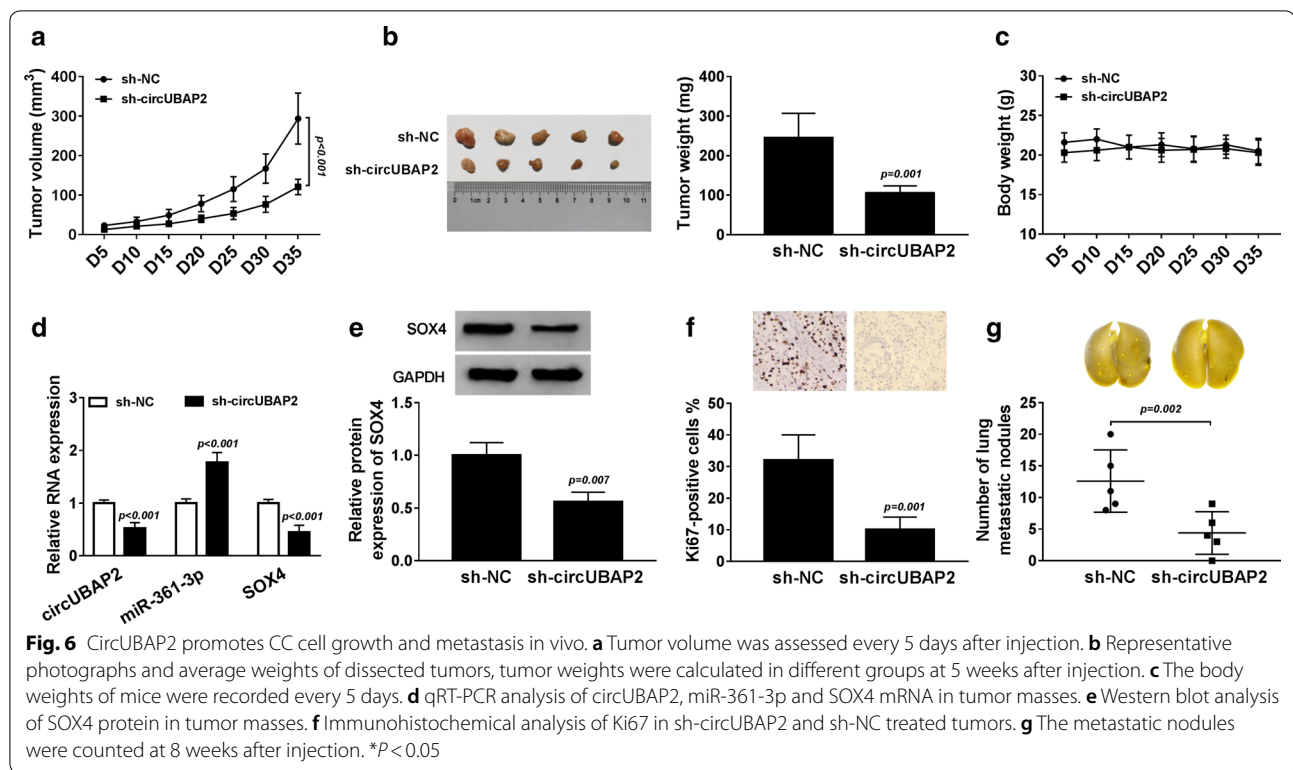 a
Tumor volume (mm³)
400
300
200
100
0
sh-NC
sh-circUBAP2
p<0.001
D5 D10 D15 D20 D25 D30 D35
b
sh-NC
sh-circUBAP2
0 1cm 2 3 4 5 6 7 8 9 10 11
Tumor weight (mg)
400
300
200
100
0
p=0.001
sh-NC sh-circUBAP2
c
Body weight (g)
30
25
20
15
10
sh-NC
sh-circUBAP2
D5 D10 D15 D20 D25 D30 D35
d
Relative RNA expression
3
2
1
0
sh-NC sh-circUBAP2
p<0.001
p<0.001
p<0.001
circUBAP2 miR-361-3p SOX4
e
SOX4
GAPDH
Relative protein
expression of SOX4
1.5
1.0
0.5
0.0
p=0.007
sh-NC sh-circUBAP2
f
Ki67-positive cells %
50
40
30
20
10
0
p=0.001
sh-NC sh-circUBAP2
g
Number of lung
metastatic nodules
25
20
15
10
5
0
p=0.002
sh-NC sh-circUBAP2
Fig. 6 CircUBAP2 promotes CC cell growth and metastasis in vivo. a Tumor volume was assessed every 5 days after injection. b Representative
photographs and average weights of dissected tumors, tumor weights were calculated in different groups at 5 weeks after injection. c The body
weights of mice were recorded every 5 days. d qRT-PCR analysis of circUBAP2, miR-361-3p and SOX4 mRNA in tumor masses. e Western blot analysis
of SOX4 protein in tumor masses. f Immunohistochemical analysis of Ki67 in sh-circUBAP2 and sh-NC treated tumors. g The metastatic nodules
were counted at 8 weeks after injection. *P < 0.05